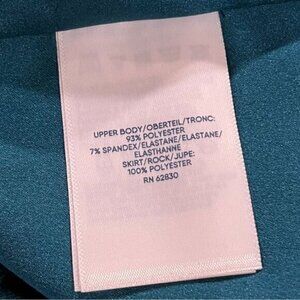 UPPER BODY/OBERTEIL/TRONC:
93% POLYESTER
7% SPANDEX/ELASTANE/ELASTANE/
ELASTHANNE
SKIRT/ROCK/JUPE:
100% POLYESTER
RN 62830